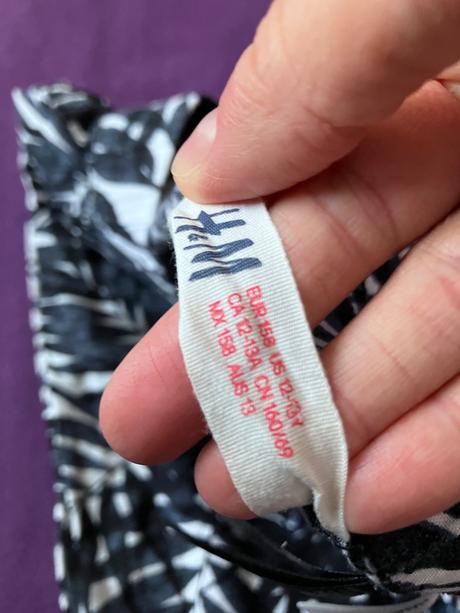 H&M
EUR 158 US 12-13Y
CA 12-13A CN 160/69
MX 158 AUS 13